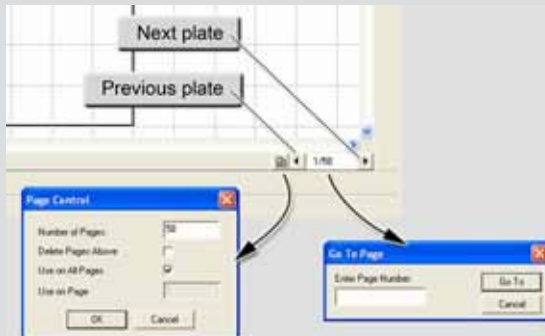 Next plate
Previous plate
1/50
Page Control
Number of Pages:
50
Delete Pages Above
Use on All Pages
Use on Page
OK
Cancel
Go To Page
Enter Page Number:
Go To
Cancel